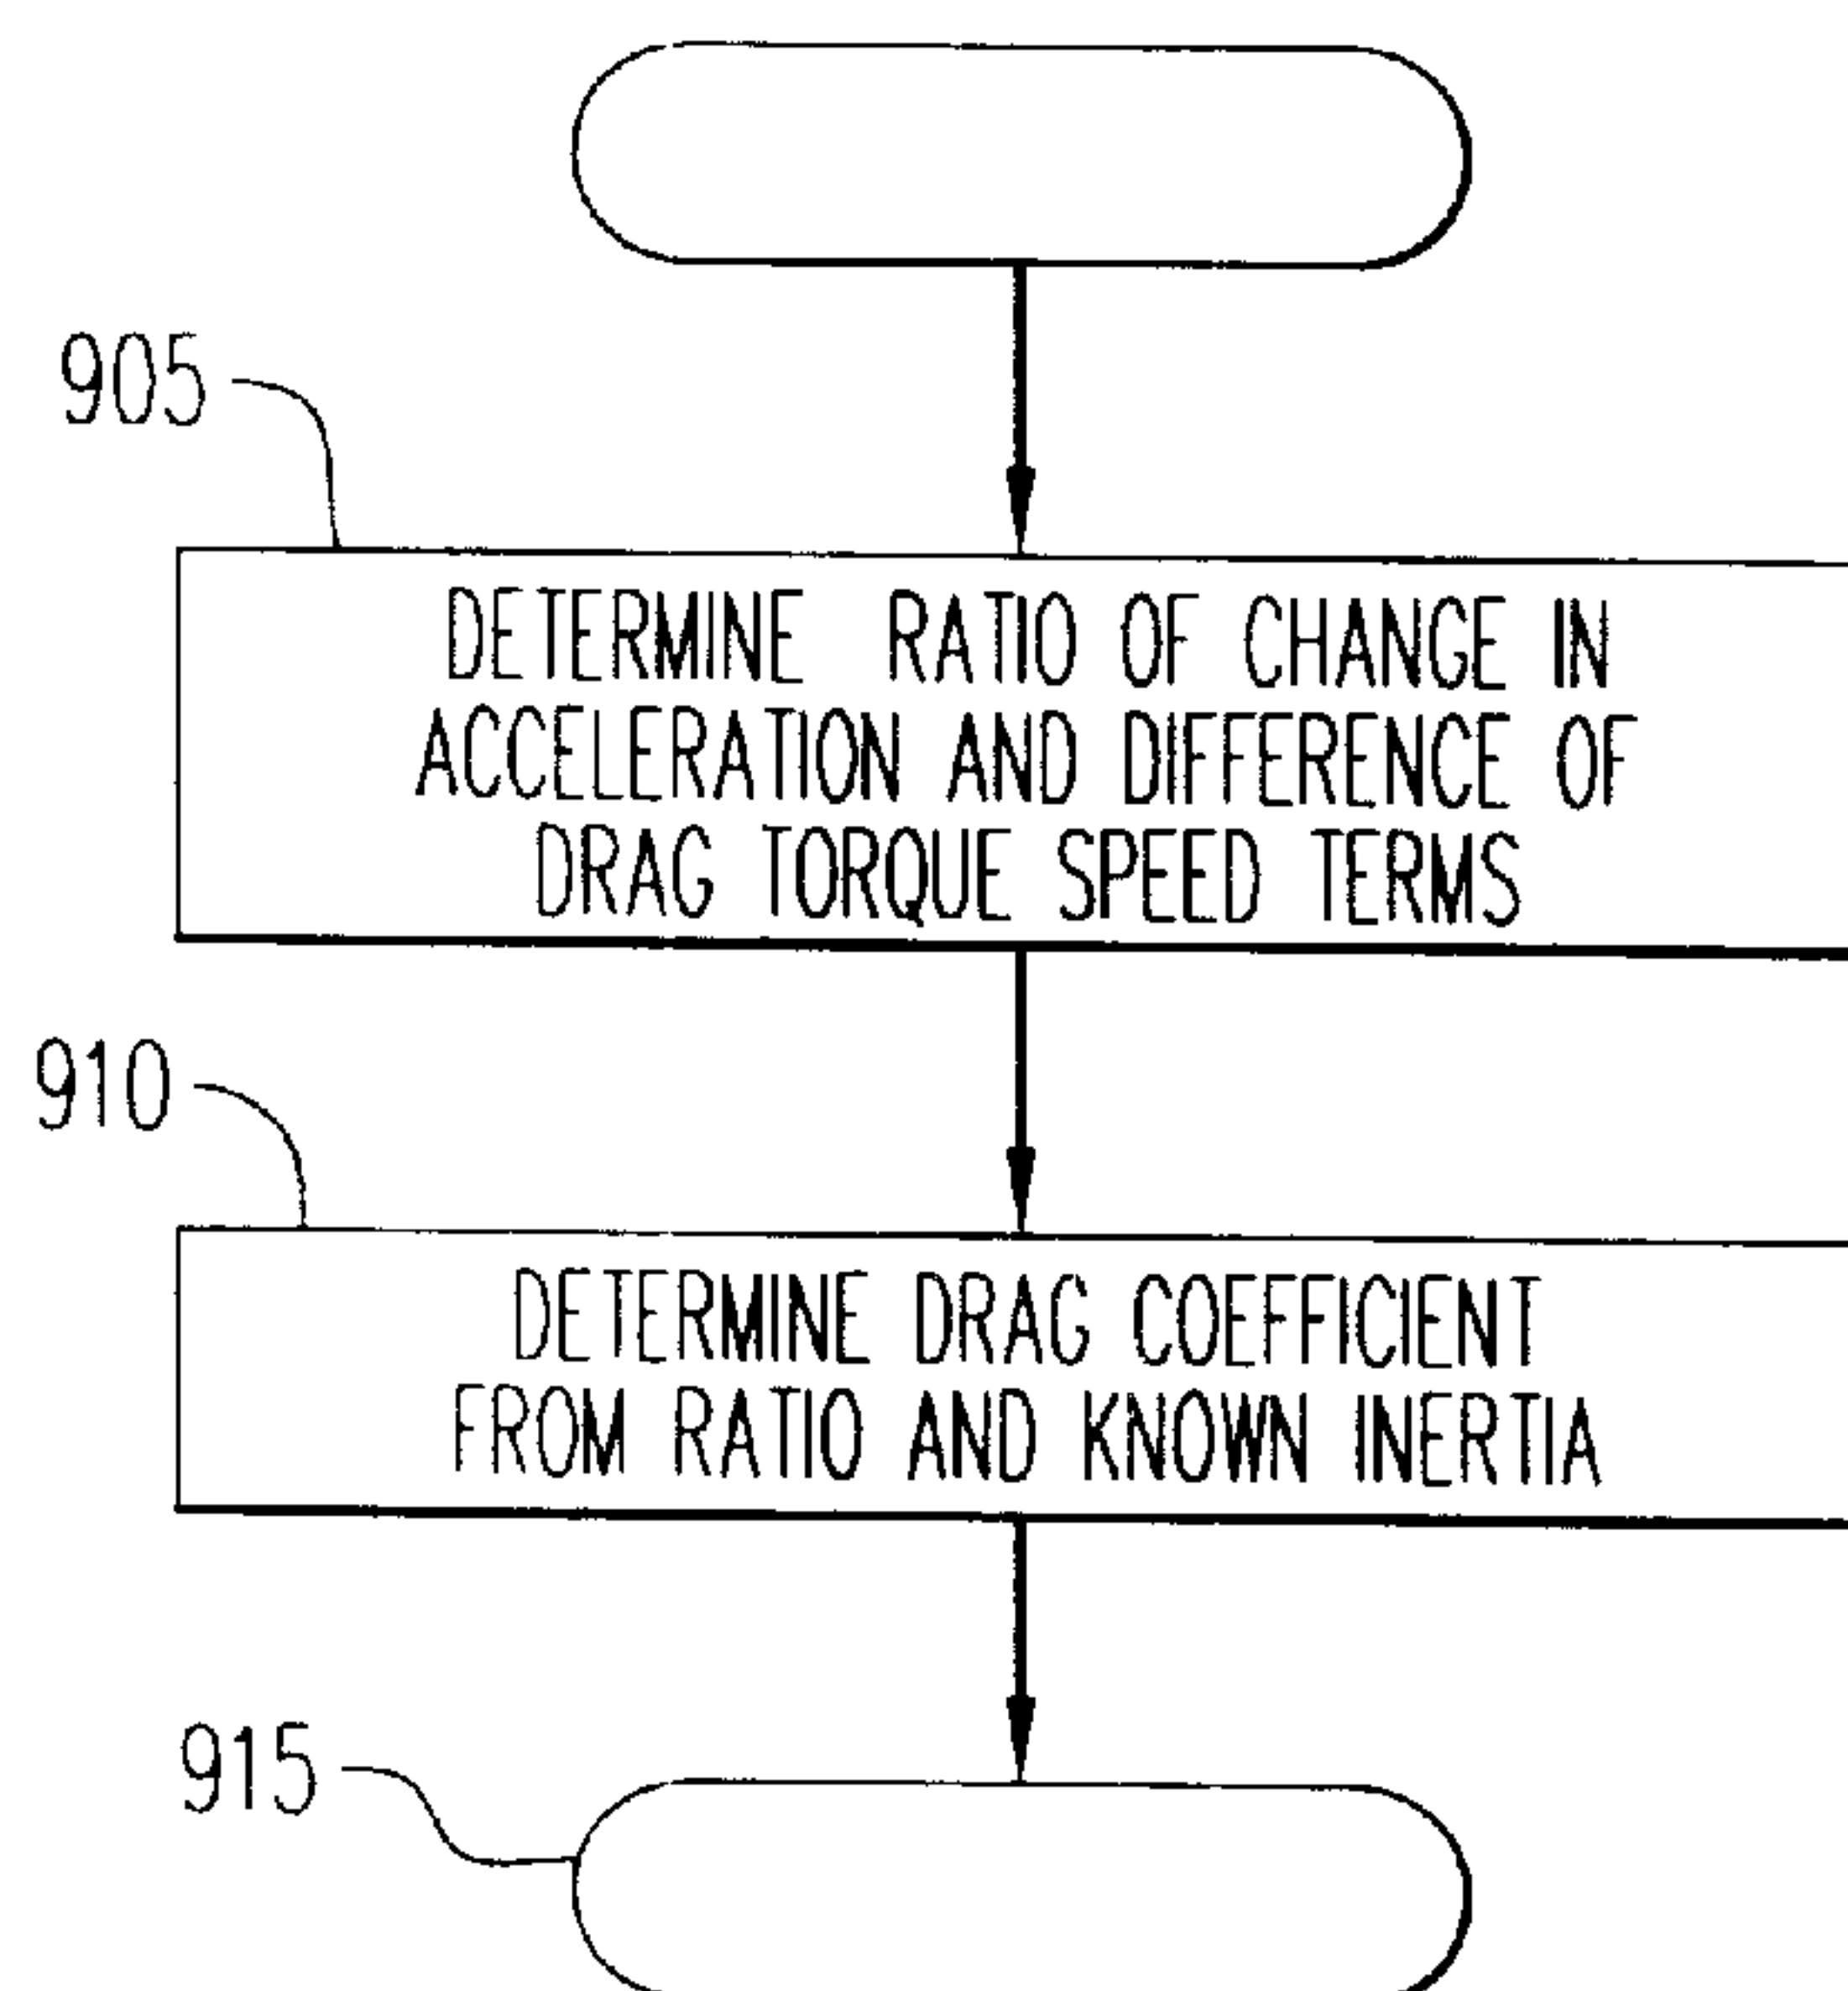 905
DETERMINE RATIO OF CHANGE IN
ACCELERATION AND DIFFERENCE OF
DRAG TORQUE SPEED TERMS
910
DETERMINE DRAG COEFFICIENT
FROM RATIO AND KNOWN INERTIA
915